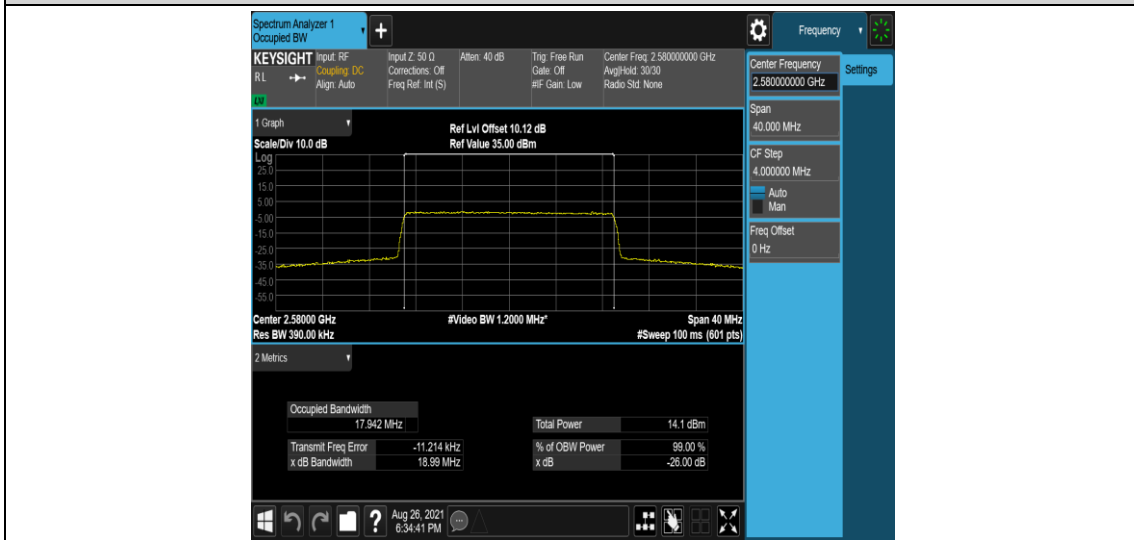 Spectrum Analyzer 1
Occupied BW
+
Frequency
KEYSIGHT
RL
Input: RF
Coupling: DC
Align: Auto
Input Z: 50 Ω
Corrections: Off
Freq Ref: Int (S)
Atten: 40 dB
Trig: Free Run
Gate: Off
#IF Gain: Low
Center Freq: 2.580000000 GHz
Avg|Hold: 30/30
Radio Std: None
Center Frequency
2.580000000 GHz
Settings
Span
40.000 MHz
CF Step
4.000000 MHz
Auto
Man
Freq Offset
0 Hz
1 Graph
Scale/Div 10.0 dB
Ref Lvl Offset 10.12 dB
Ref Value 35.00 dBm
Log
25.0
15.0
5.00
-5.00
-15.0
-25.0
-35.0
-45.0
-55.0
Center 2.58000 GHz
#Video BW 1.2000 MHz*
Span 40 MHz
Res BW 390.00 kHz
#Sweep 100 ms (601 pts)
2 Metrics
Occupied Bandwidth
17.942 MHz
Total Power 14.1 dBm
Transmit Freq Error -11.214 kHz
% of OBW Power 99.00 %
x dB Bandwidth 18.99 MHz
x dB -26.00 dB
?
Aug 26, 2021
6:34:41 PM